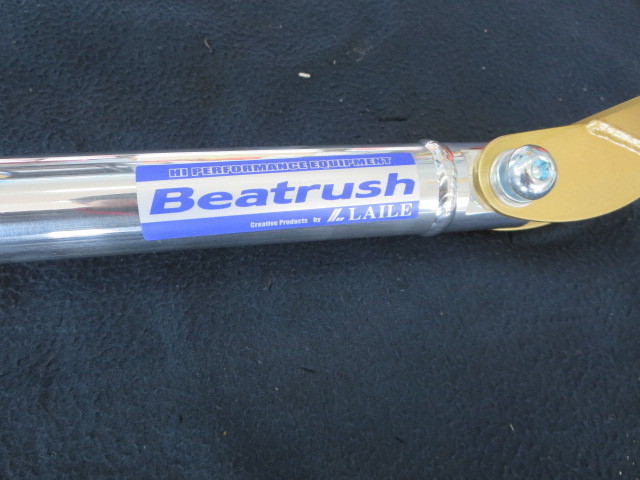 HI PERFORMANCE EQUIPMENT
Beatrush
Creative Products by LAILE